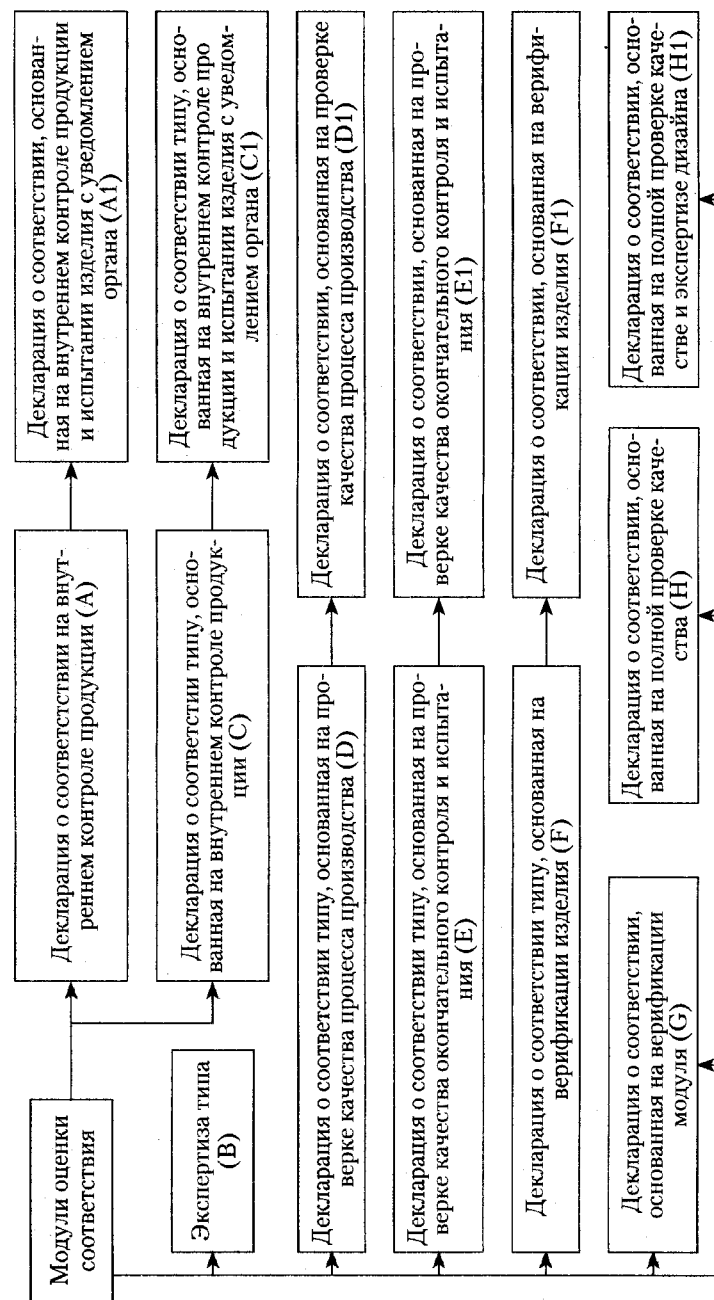 Модули оценки
соответствия
Декларация о соответстствии на внут-
реннем контроле продукции (A)
Декларация о соответствии, основан-
ная на внутреннем контроле продукции
и испытании изделия с уведомлением
органа (A1)
Экспертиза типа
(B)
Декларация о соответстии типу, осно-
ванная на внутреннем контроле продук-
ции (C)
Декларация о соответствии типу, осно-
ванная на внутреннем контроле про-
дукции и испытании изделия с уведом-
лением органа (C1)
Декларация о соответствии типу, основанная на про-
верке качества процесса производства (D)
Декларация о соответствии, основанная на проверке
качества процесса производства (D1)
Декларация о соответствии типу, основанная на про-
верке качества окончательного контроля и испыта-
ния (E)
Декларация о соответствии, основанная на про-
верке качества окончательного контроля и испыта-
ния (E1)
Декларация о соответствии типу, основанная на
верификации изделия (F)
Декларация о соответствии, основанная на верифи-
кации изделия (F1)
Декларация о соответствии,
основанная на верификации
модуля (G)
Декларация о соответствии, осно-
ванная на полной проверке каче-
ства (H)
Декларация о соответствии, осно-
ванная на полной проверке каче-
стве и экспертизе дизайна (H1)